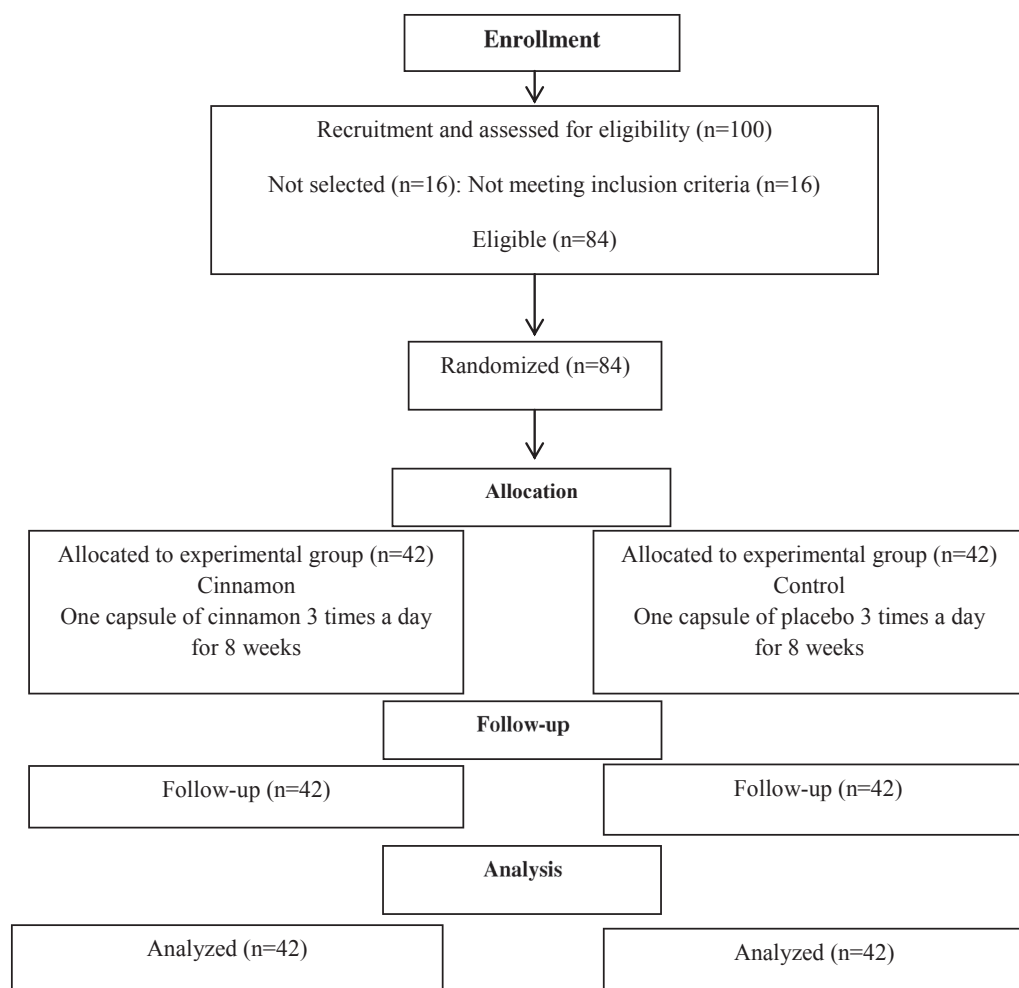 Enrollment
Recruitment and assessed for eligibility (n=100)
Not selected (n=16): Not meeting inclusion criteria (n=16)
Eligible (n=84)
Randomized (n=84)
Allocation
Allocated to experimental group (n=42)
Cinnamon
One capsule of cinnamon 3 times a day
for 8 weeks
Allocated to experimental group (n=42)
Control
One capsule of placebo 3 times a day
for 8 weeks
Follow-up
Follow-up (n=42)
Follow-up (n=42)
Analysis
Analyzed (n=42)
Analyzed (n=42)